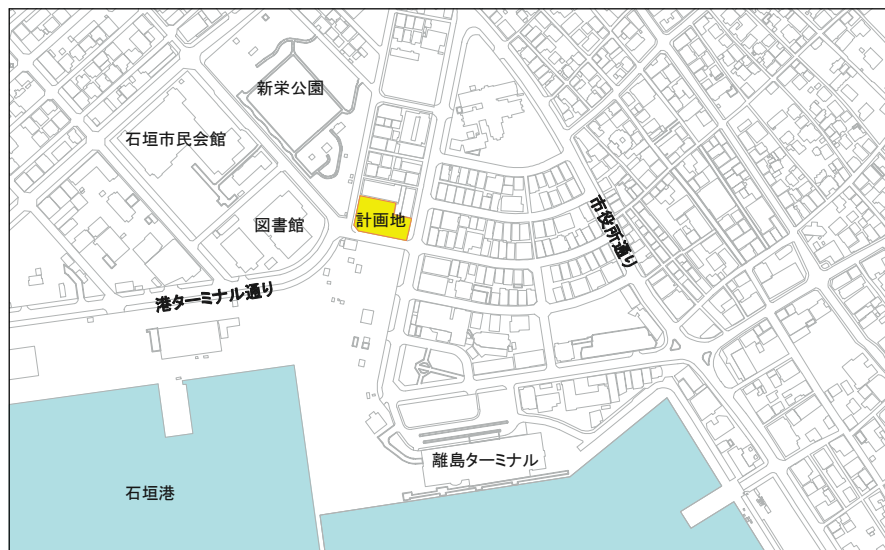 新栄公園
石垣市民会館
計画地
図書館
市役所通り
港ターミナル通り
離島ターミナル
石垣港